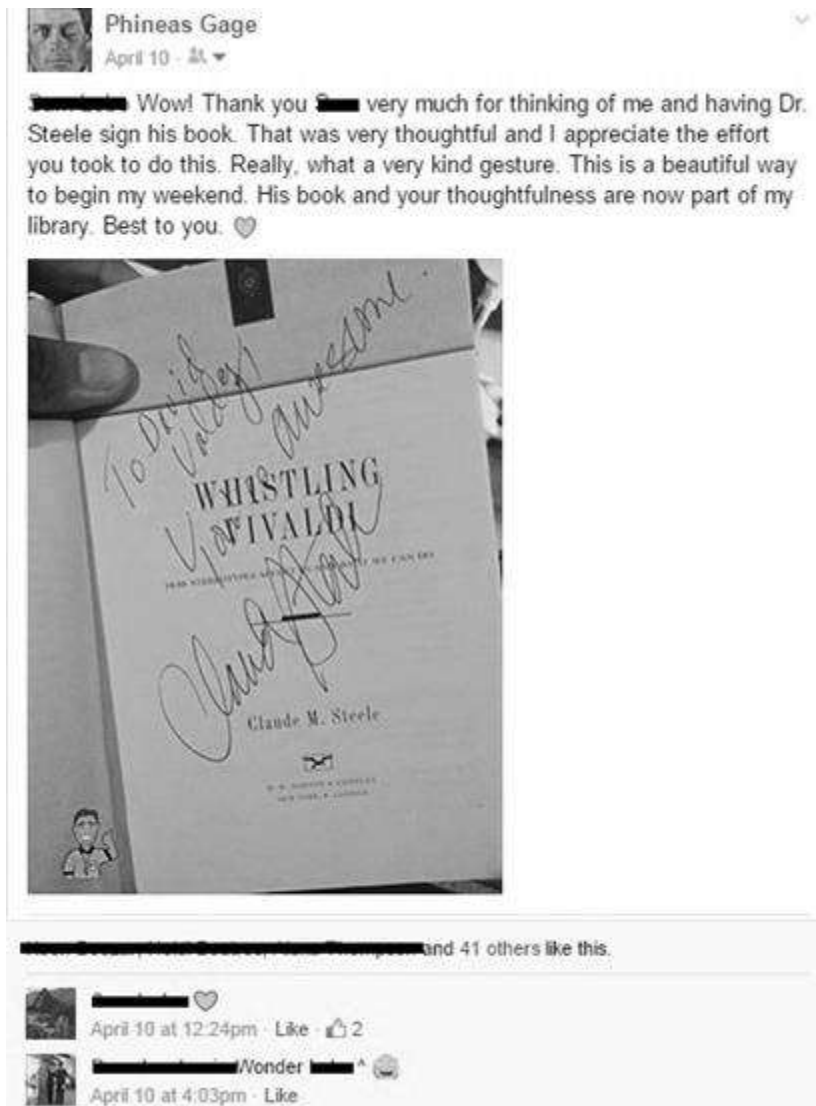 Phineas Gage
April 10
Wow! Thank you very much for thinking of me and having Dr.
Steele sign his book. That was very thoughtful and I appreciate the effort
you took to do this. Really, what a very kind gesture. This is a beautiful way
to begin my weekend. His book and your thoughtfulness are now part of my
library. Best to you.
To David
Valdez,
awesome.
WHISTLING
VIVALDI
Claude M. Steele
and 41 others like this.
April 10 at 12:24pm · Like · 2
Wonder ^
April 10 at 4:03pm · Like